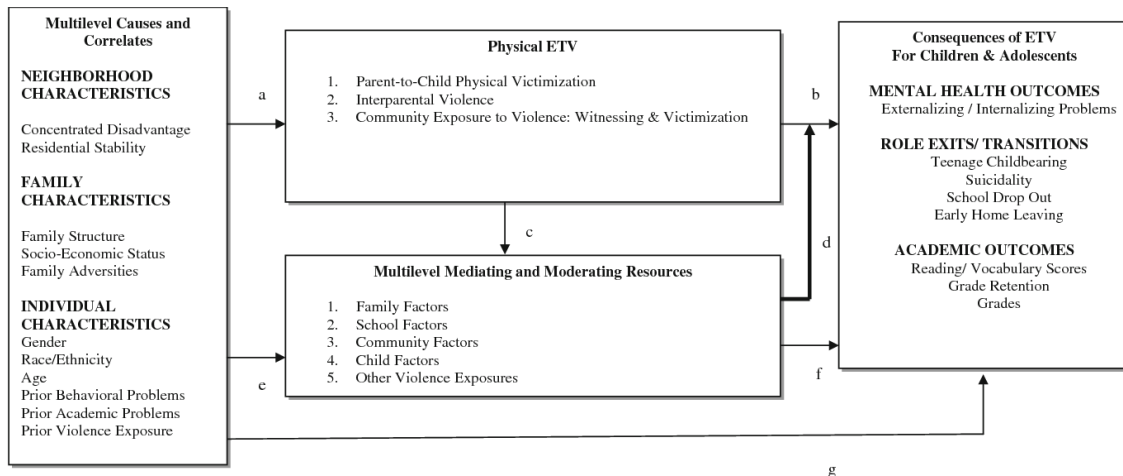 Multilevel Causes and
Correlates
NEIGHBORHOOD
CHARACTERISTICS
Concentrated Disadvantage
Residential Stability
FAMILY
CHARACTERISTICS
Family Structure
Socio-Economic Status
Family Adversities
INDIVIDUAL
CHARACTERISTICS
Gender
Race/Ethnicity
Age
Prior Behavioral Problems
Prior Academic Problems
Prior Violence Exposure
a
Physical ETV
1. Parent-to-Child Physical Victimization
2. Interparental Violence
3. Community Exposure to Violence: Witnessing & Victimization
b
c
d
Multilevel Mediating and Moderating Resources
1. Family Factors
2. School Factors
3. Community Factors
4. Child Factors
5. Other Violence Exposures
e
f
Consequences of ETV
For Children & Adolescents
MENTAL HEALTH OUTCOMES
Externalizing / Internalizing Problems
ROLE EXITS/ TRANSITIONS
Teenage Childbearing
Suicidality
School Drop Out
Early Home Leaving
ACADEMIC OUTCOMES
Reading/ Vocabulary Scores
Grade Retention
Grades
g